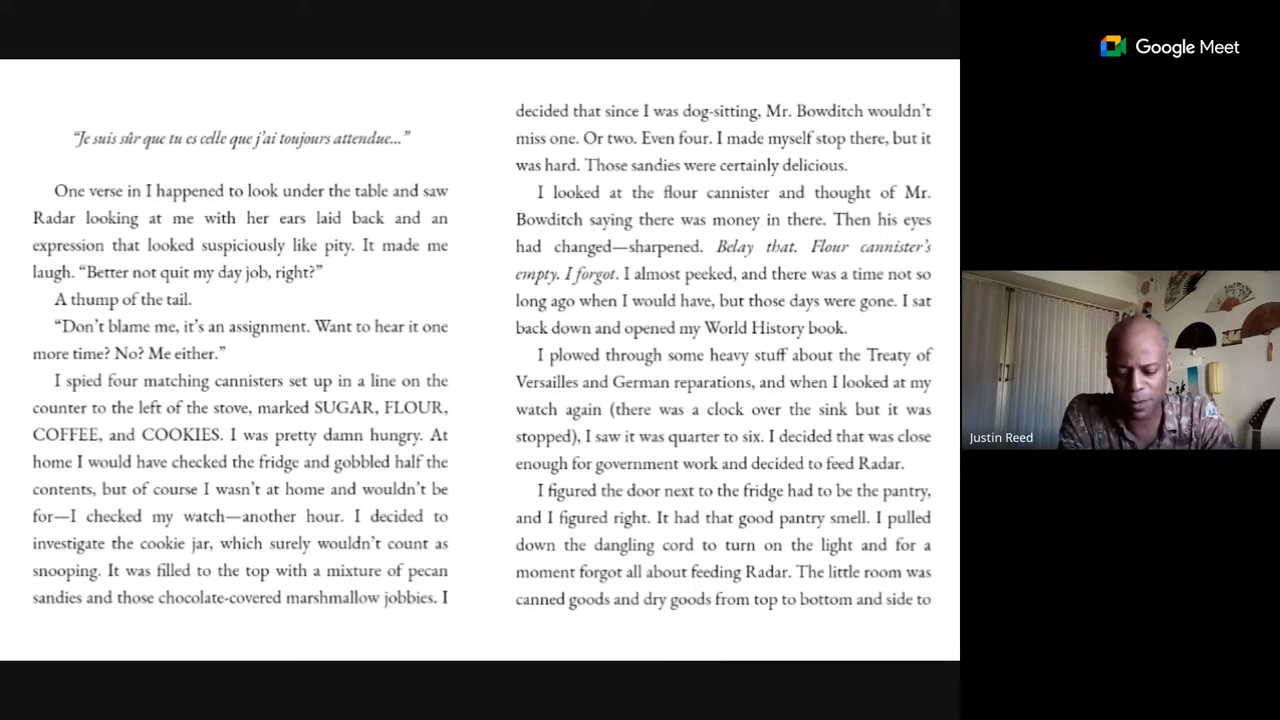 “Je suis sûr que tu es celle que j’ai toujours attendue...”
One verse in I happened to look under the table and saw
Radar looking at me with her ears laid back and an
expression that looked suspiciously like pity. It made me
laugh. “Better not quit my day job, right?”
A thump of the tail.
“Don’t blame me, it’s an assignment. Want to hear it one
more time? No? Me either.”
I spied four matching cannisters set up in a line on the
counter to the left of the stove, marked SUGAR, FLOUR,
COFFEE, and COOKIES. I was pretty damn hungry. At
home I would have checked the fridge and gobbled half the
contents, but of course I wasn’t at home and wouldn’t be
for—I checked my watch—another hour. I decided to
investigate the cookie jar, which surely wouldn’t count as
snooping. It was filled to the top with a mixture of pecan
sandies and those chocolate-covered marshmallow jobbies. I
decided that since I was dog-sitting, Mr. Bowditch wouldn’t
miss one. Or two. Even four. I made myself stop there, but it
was hard. Those sandies were certainly delicious.
I looked at the flour cannister and thought of Mr.
Bowditch saying there was money in there. Then his eyes
had changed—sharpened. Belay that. Flour cannister’s
empty. I forgot. I almost peeked, and there was a time not so
long ago when I would have, but those days were gone. I sat
back down and opened my World History book.
I plowed through some heavy stuff about the Treaty of
Versailles and German reparations, and when I looked at my
watch again (there was a clock over the sink but it was
stopped), I saw it was quarter to six. I decided that was close
enough for government work and decided to feed Radar.
I figured the door next to the fridge had to be the pantry,
and I figured right. It had that good pantry smell. I pulled
down the dangling cord to turn on the light and for a
moment forgot all about feeding Radar. The little room was
canned goods and dry goods from top to bottom and side to
Google Meet
Justin Reed